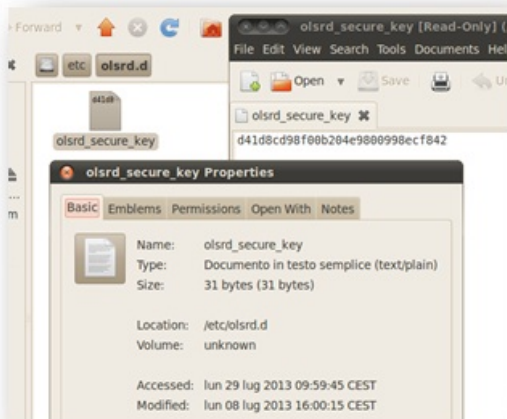 Forward
olsrd_secure_key [Read-Only] (
File Edit View Search Tools Documents Hel
etc olsrd.d
Open Save Un
d41d8
olsrd_secure_key
olsrd_secure_key
d41d8cd98f00b204e9800998ecf842
olsrd_secure_key Properties
...
m
Basic Emblems Permissions Open With Notes
Name: olsrd_secure_key
Type: Documento in testo semplice (text/plain)
Size: 31 bytes (31 bytes)
Location: /etc/olsrd.d
Volume: unknown
Accessed: lun 29 lug 2013 09:59:45 CEST
Modified: lun 08 lug 2013 16:00:15 CEST